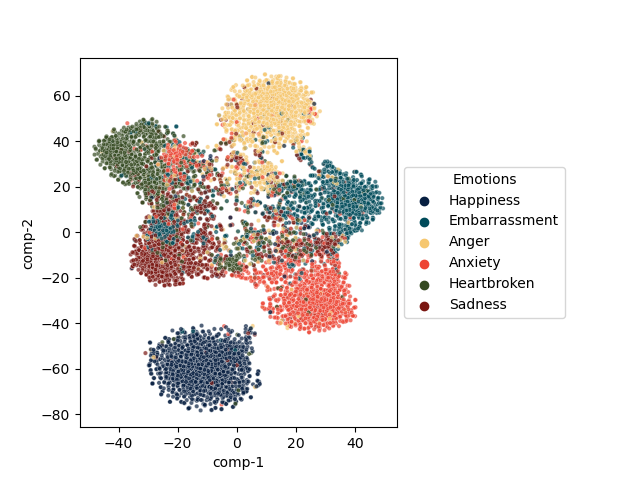 60
40
20
0
−20
−40
−60
−80
comp-2
−40
−20
0
20
40
comp-1
Emotions
Happiness
Embarrassment
Anger
Anxiety
Heartbroken
Sadness